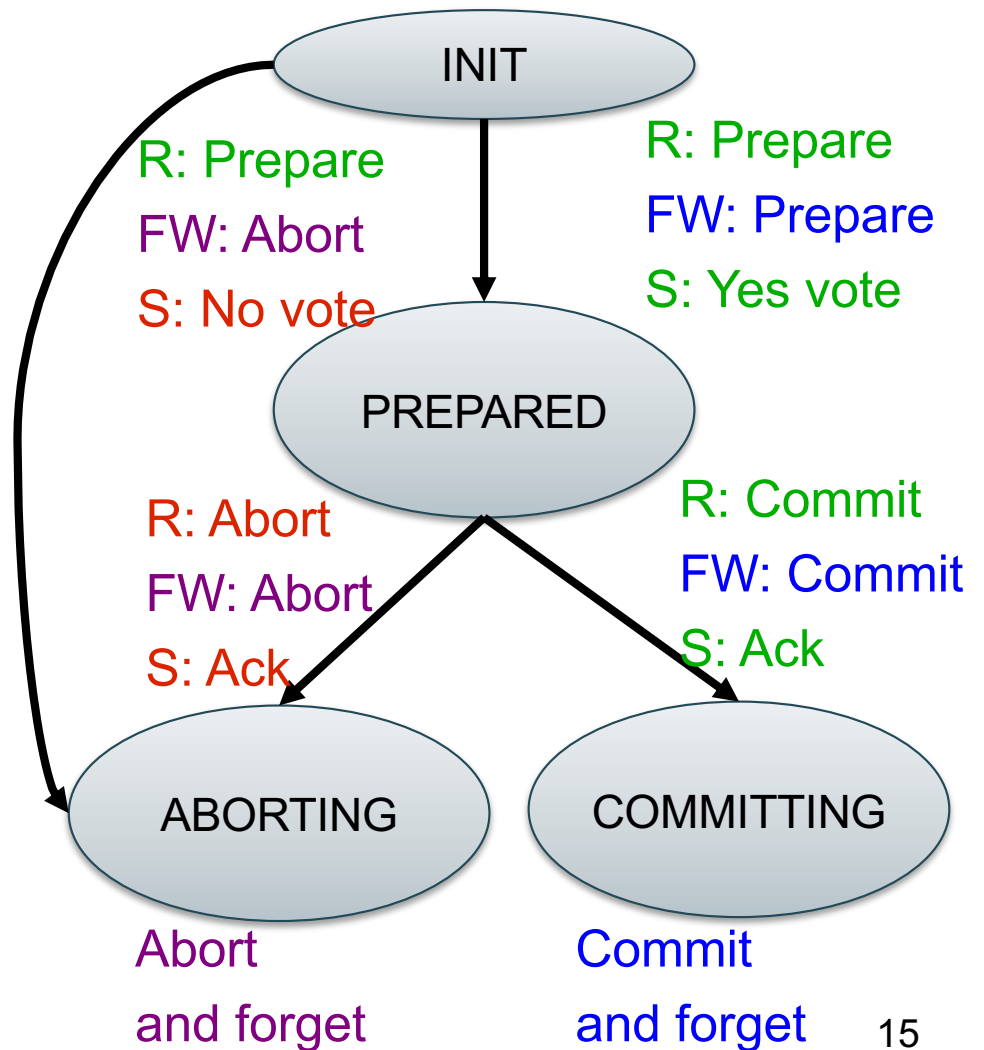 INIT
R: Prepare
FW: Abort
S: No vote
R: Prepare
FW: Prepare
S: Yes vote
PREPARED
R: Abort
FW: Abort
S: Ack
R: Commit
FW: Commit
S: Ack
ABORTING
COMMITTING
Abort
and forget
Commit
and forget
15